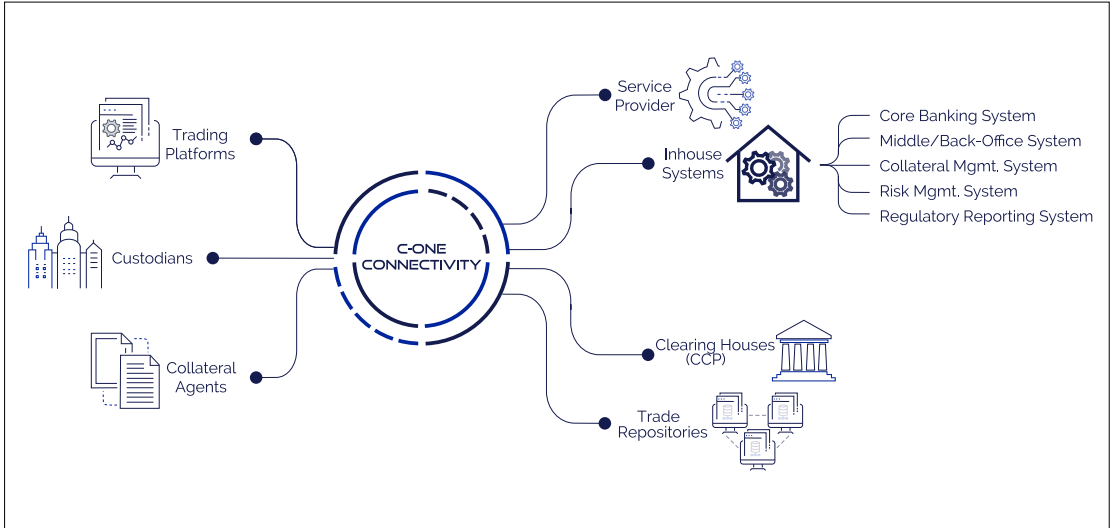 Trading
Platforms
Custodians
Collateral
Agents
C-ONE
CONNECTIVITY
Service
Provider
Inhouse
Systems
Core Banking System
Middle/Back-Office System
Collateral Mgmt. System
Risk Mgmt. System
Regulatory Reporting System
Clearing Houses
(CCP)
Trade
Repositories